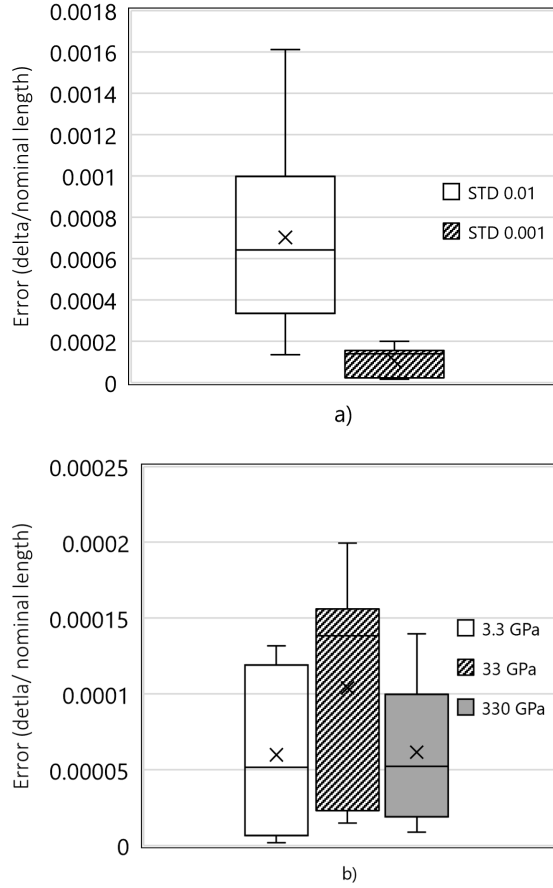 Error (delta/nominal length)
0.0018
0.0016
0.0014
0.0012
0.001
0.0008
0.0006
0.0004
0.0002
0
STD 0.01
STD 0.001
a)
Error (detla/ nominal length)
0.00025
0.0002
0.00015
0.0001
0.00005
0
3.3 GPa
33 GPa
330 GPa
b)